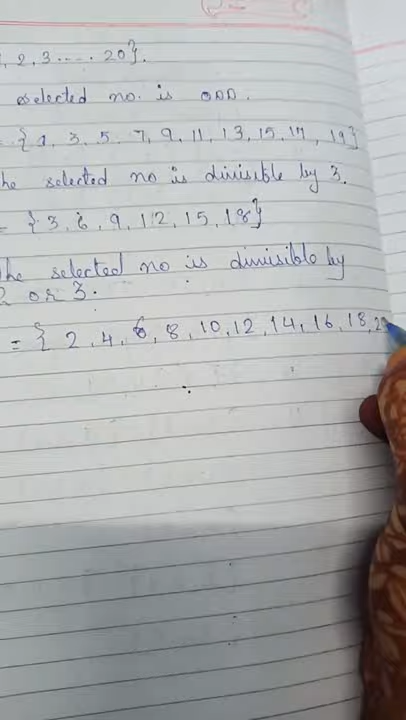 , 2, 3 ..... 20}.
selected no. is ODD.
= {1, 3, 5, 7, 9, 11, 13, 15, 17, 19}
he selected no is divisible by 3.
= {3, 6, 9, 12, 15, 18}
The selected no is divisible by
2 or 3.
= {2, 4, 6, 8, 10, 12, 14, 16, 18, 2